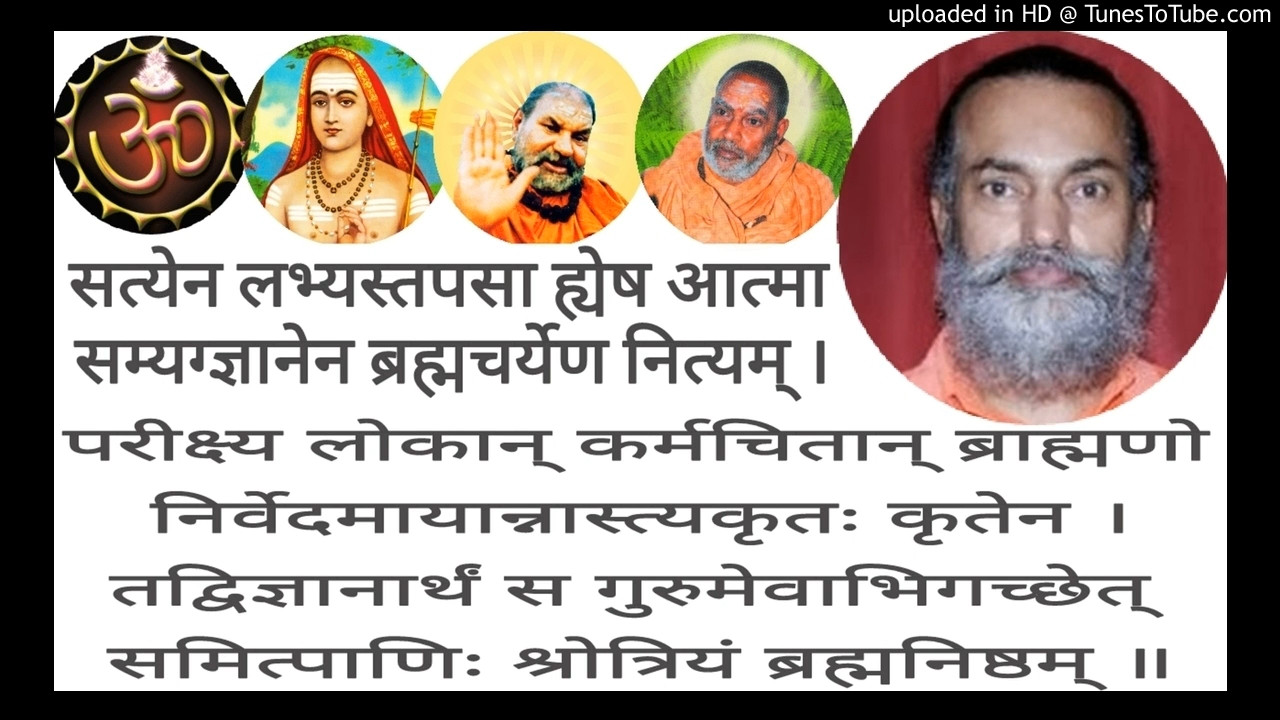 uploaded in HD @ TunesToTube.com
सत्येन लभ्यस्तपसा ह्येष आत्मा
सम्यग्ज्ञानेन ब्रह्मचर्येण नित्यम् ।
परीक्ष्य लोकान् कर्मचितान् ब्राह्मणो
निर्वेदमायान्नास्त्यकृतः कृतेन ।
तद्विज्ञानार्थं स गुरुमेवाभिगच्छेत्
समित्पाणिः श्रोत्रियं ब्रह्मनिष्ठम् ॥